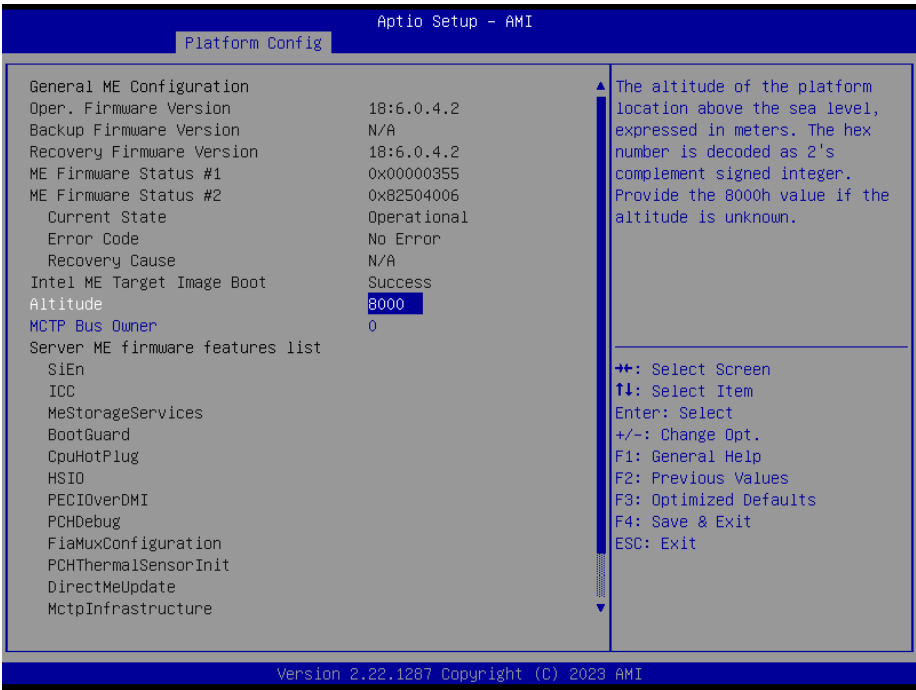 Aptio Setup – AMI
Platform Config
General ME Configuration
Oper. Firmware Version 18:6.0.4.2
Backup Firmware Version N/A
Recovery Firmware Version 18:6.0.4.2
ME Firmware Status #1 0x00000355
ME Firmware Status #2 0x82504006
Current State Operational
Error Code No Error
Recovery Cause N/A
Intel ME Target Image Boot Success
Altitude 8000
MCTP Bus Owner 0
Server ME firmware features list
SiEn
ICC
MeStorageServices
BootGuard
CpuHotPlug
HSIO
PECIOverDMI
PCHDebug
FiaMuxConfiguration
PCHThermalSensorInit
DirectMeUpdate
MctpInfrastructure
The altitude of the platform
location above the sea level,
expressed in meters. The hex
number is decoded as 2's
complement signed integer.
Provide the 8000h value if the
altitude is unknown.
→←: Select Screen
↑↓: Select Item
Enter: Select
+/-: Change Opt.
F1: General Help
F2: Previous Values
F3: Optimized Defaults
F4: Save & Exit
ESC: Exit
Version 2.22.1287 Copyright (C) 2023 AMI